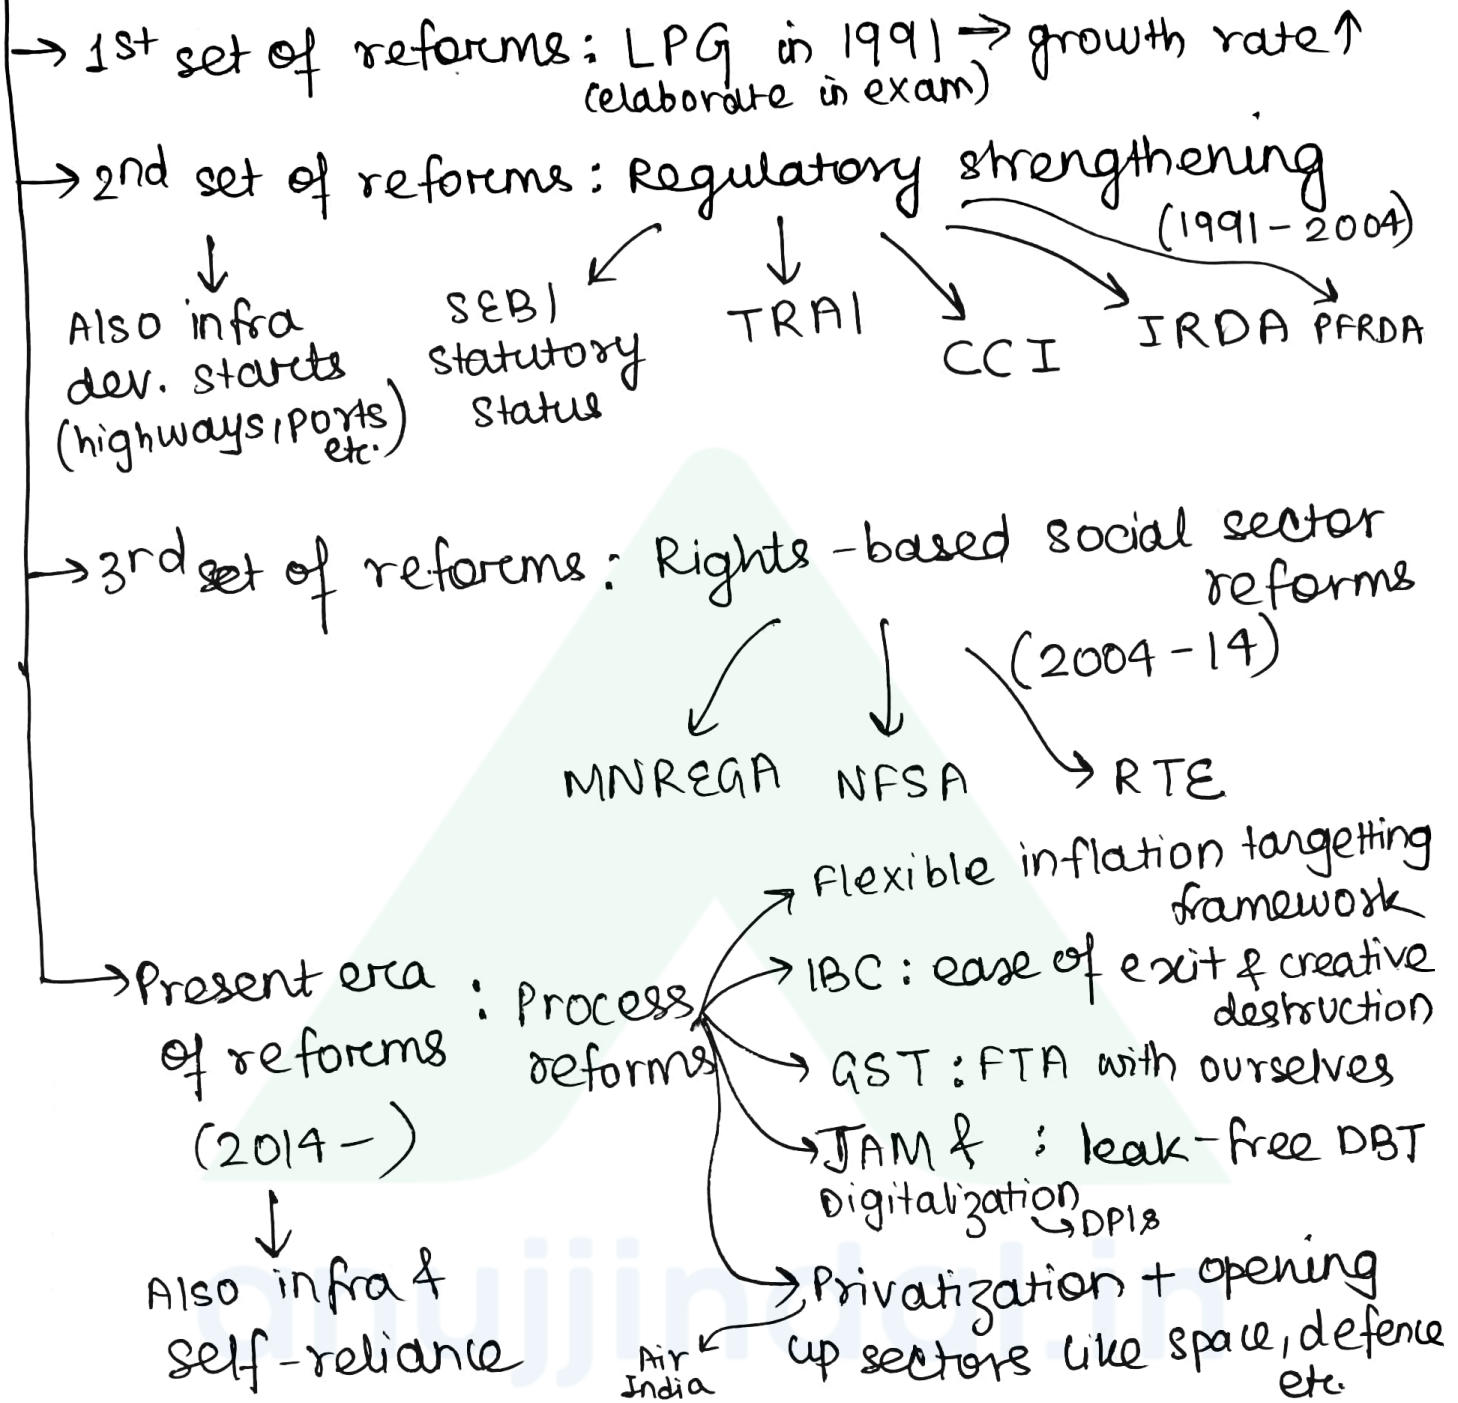 → 1st set of reforms: LPG in 1991 → growth rate↑
(elaborate in exam)
→ 2nd set of reforms: Regulatory strengthening
(1991-2004)
Also infra
dev. starts
(highways, ports
etc.)
SEBI
statutory
status
TRAI
CCI
IRDA
PFRDA
→ 3rd set of reforms: Rights-based social sector
reforms
(2004-14)
MNREGA
NFSA
RTE
→ Present era
of reforms
(2014- )
: Process
reforms
Flexible inflation targetting
framework
IBC: ease of exit & creative
destruction
GST: FTA with ourselves
JAM & : leak-free DBT
Digitalization
DPIs
Privatization + opening
up sectors like space, defence
etc.
Air
India
Also infra &
self-reliance
anujjindal.in